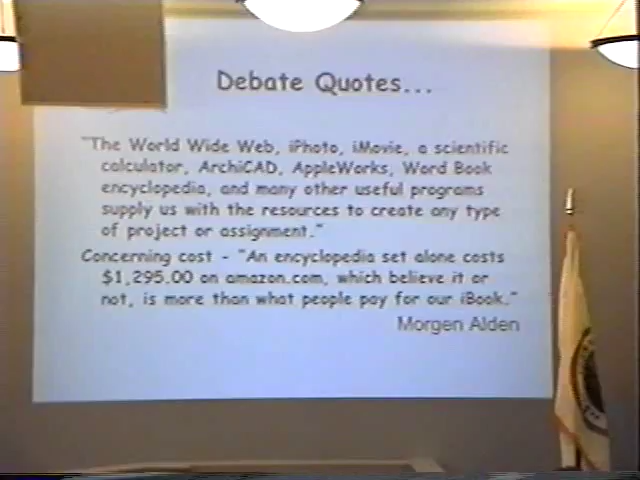 Debate Quotes...
"The World Wide Web, iPhoto, iMovie, a scientific
calculator, ArchiCAD, AppleWorks, Word Book
encyclopedia, and many other useful programs
supply us with the resources to create any type
of project or assignment."
Concerning cost - "An encyclopedia set alone costs
$1,295.00 on amazon.com, which believe it or
not, is more than what people pay for our iBook."
Morgen Alden